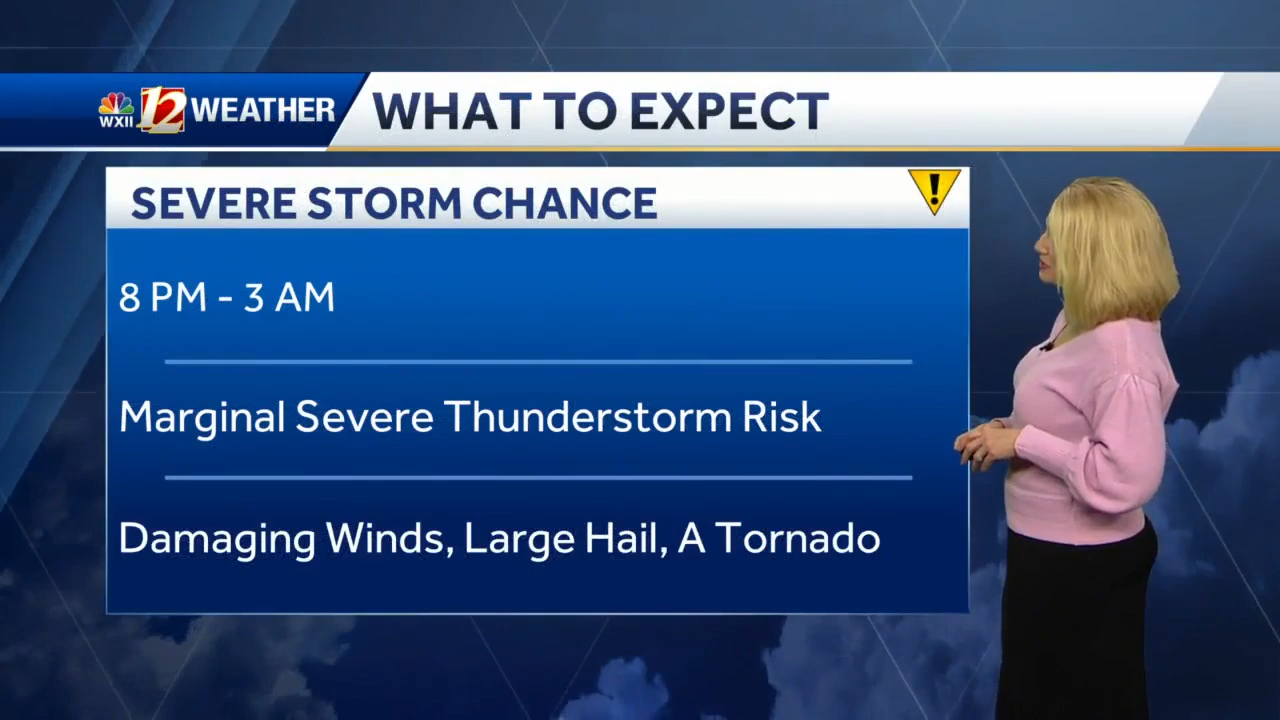 WXII 12 WEATHER
WHAT TO EXPECT
SEVERE STORM CHANCE
!
8 PM - 3 AM
Marginal Severe Thunderstorm Risk
Damaging Winds, Large Hail, A Tornado